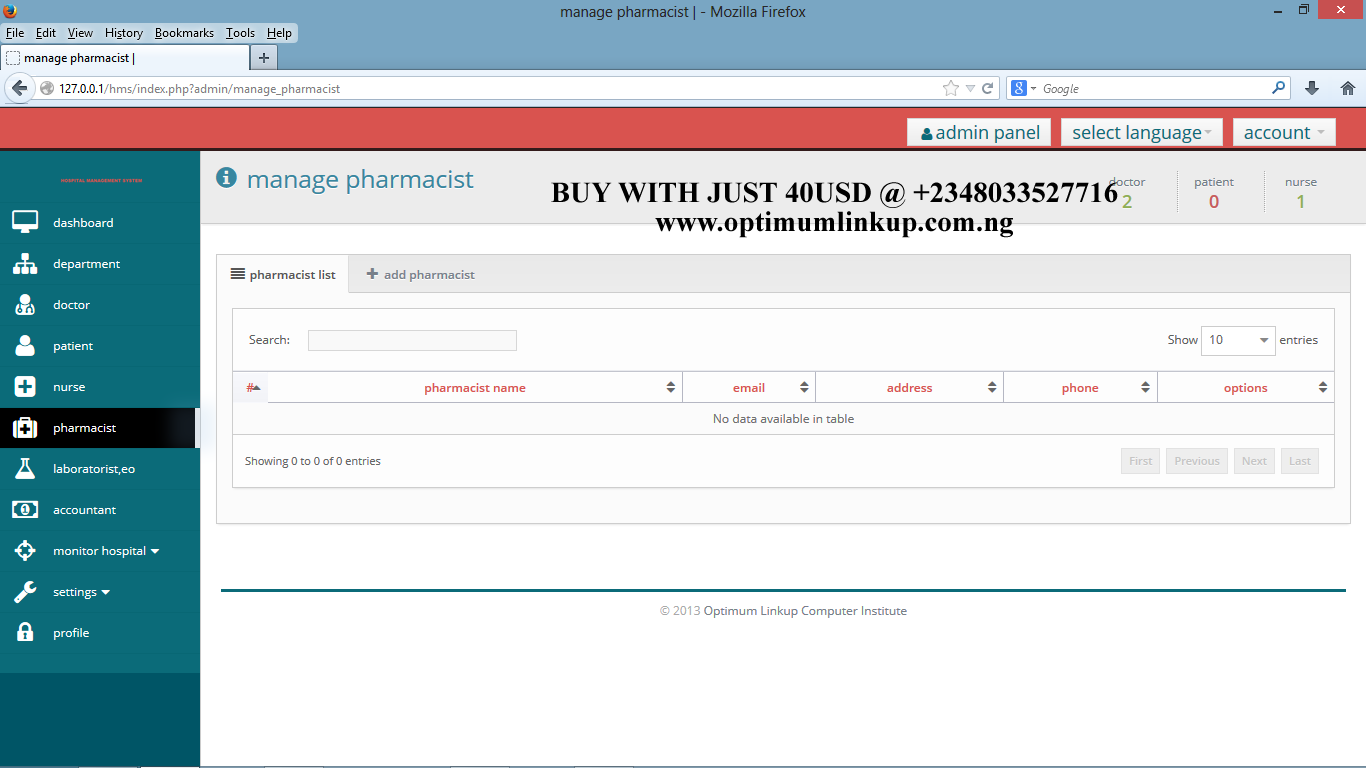 manage pharmacist | - Mozilla Firefox
File Edit View History Bookmarks Tools Help
manage pharmacist |
127.0.0.1/hms/index.php?admin/manage_pharmacist
Google
admin panel
select language
account
HOSPITAL MANAGEMENT SYSTEM
manage pharmacist
BUY WITH JUST 40USD @ +2348033527716
www.optimumlinkup.com.ng
doctor patient nurse
2 0 1
dashboard
department
doctor
patient
nurse
pharmacist
laboratorist,eo
accountant
monitor hospital
settings
profile
pharmacist list add pharmacist
Search: Show 10 entries
# pharmacist name email address phone options
No data available in table
Showing 0 to 0 of 0 entries First Previous Next Last
© 2013 Optimum Linkup Computer Institute